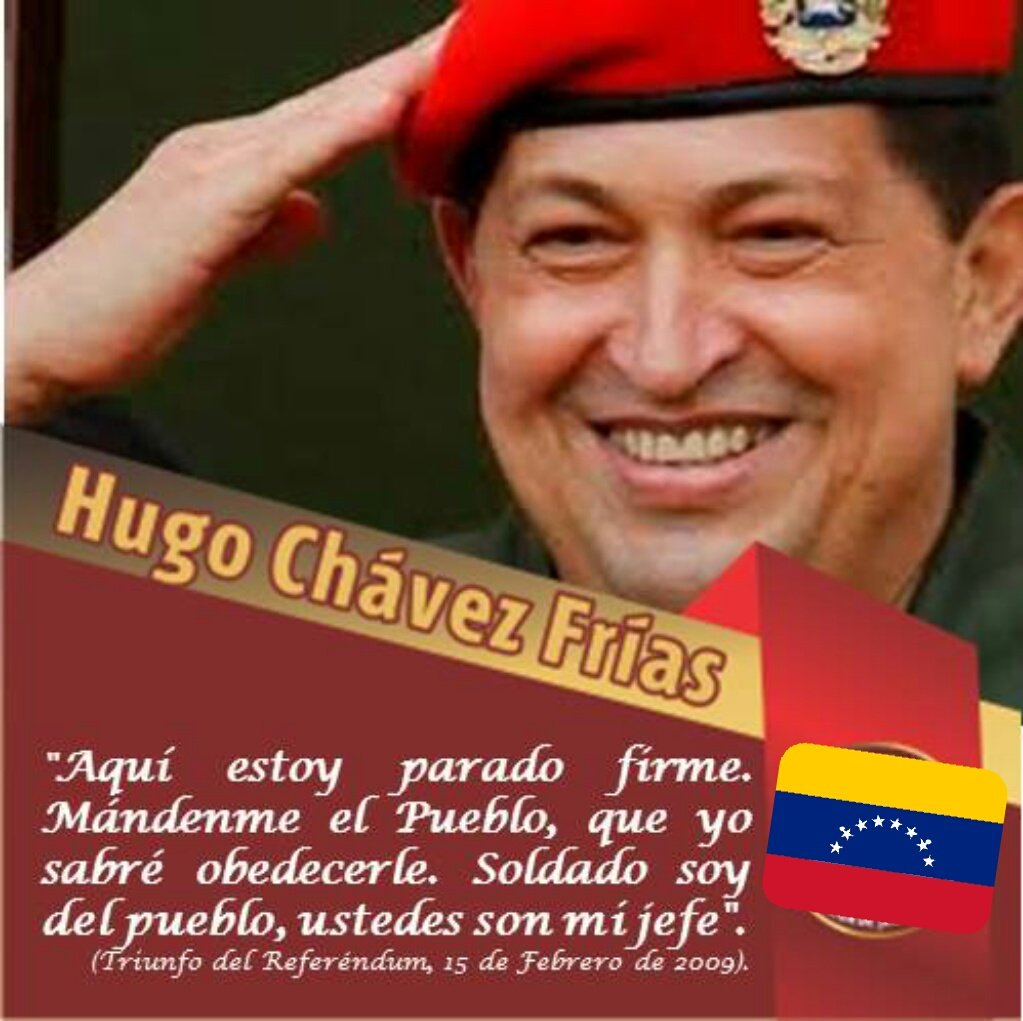 Hugo Chávez Frías
"Aquí estoy parado firme.
Mándenme el Pueblo, que yo
sabré obedecerle. Soldado soy
del pueblo, ustedes son mi jefe".
(Triunfo del Referéndum, 15 de Febrero de 2009).